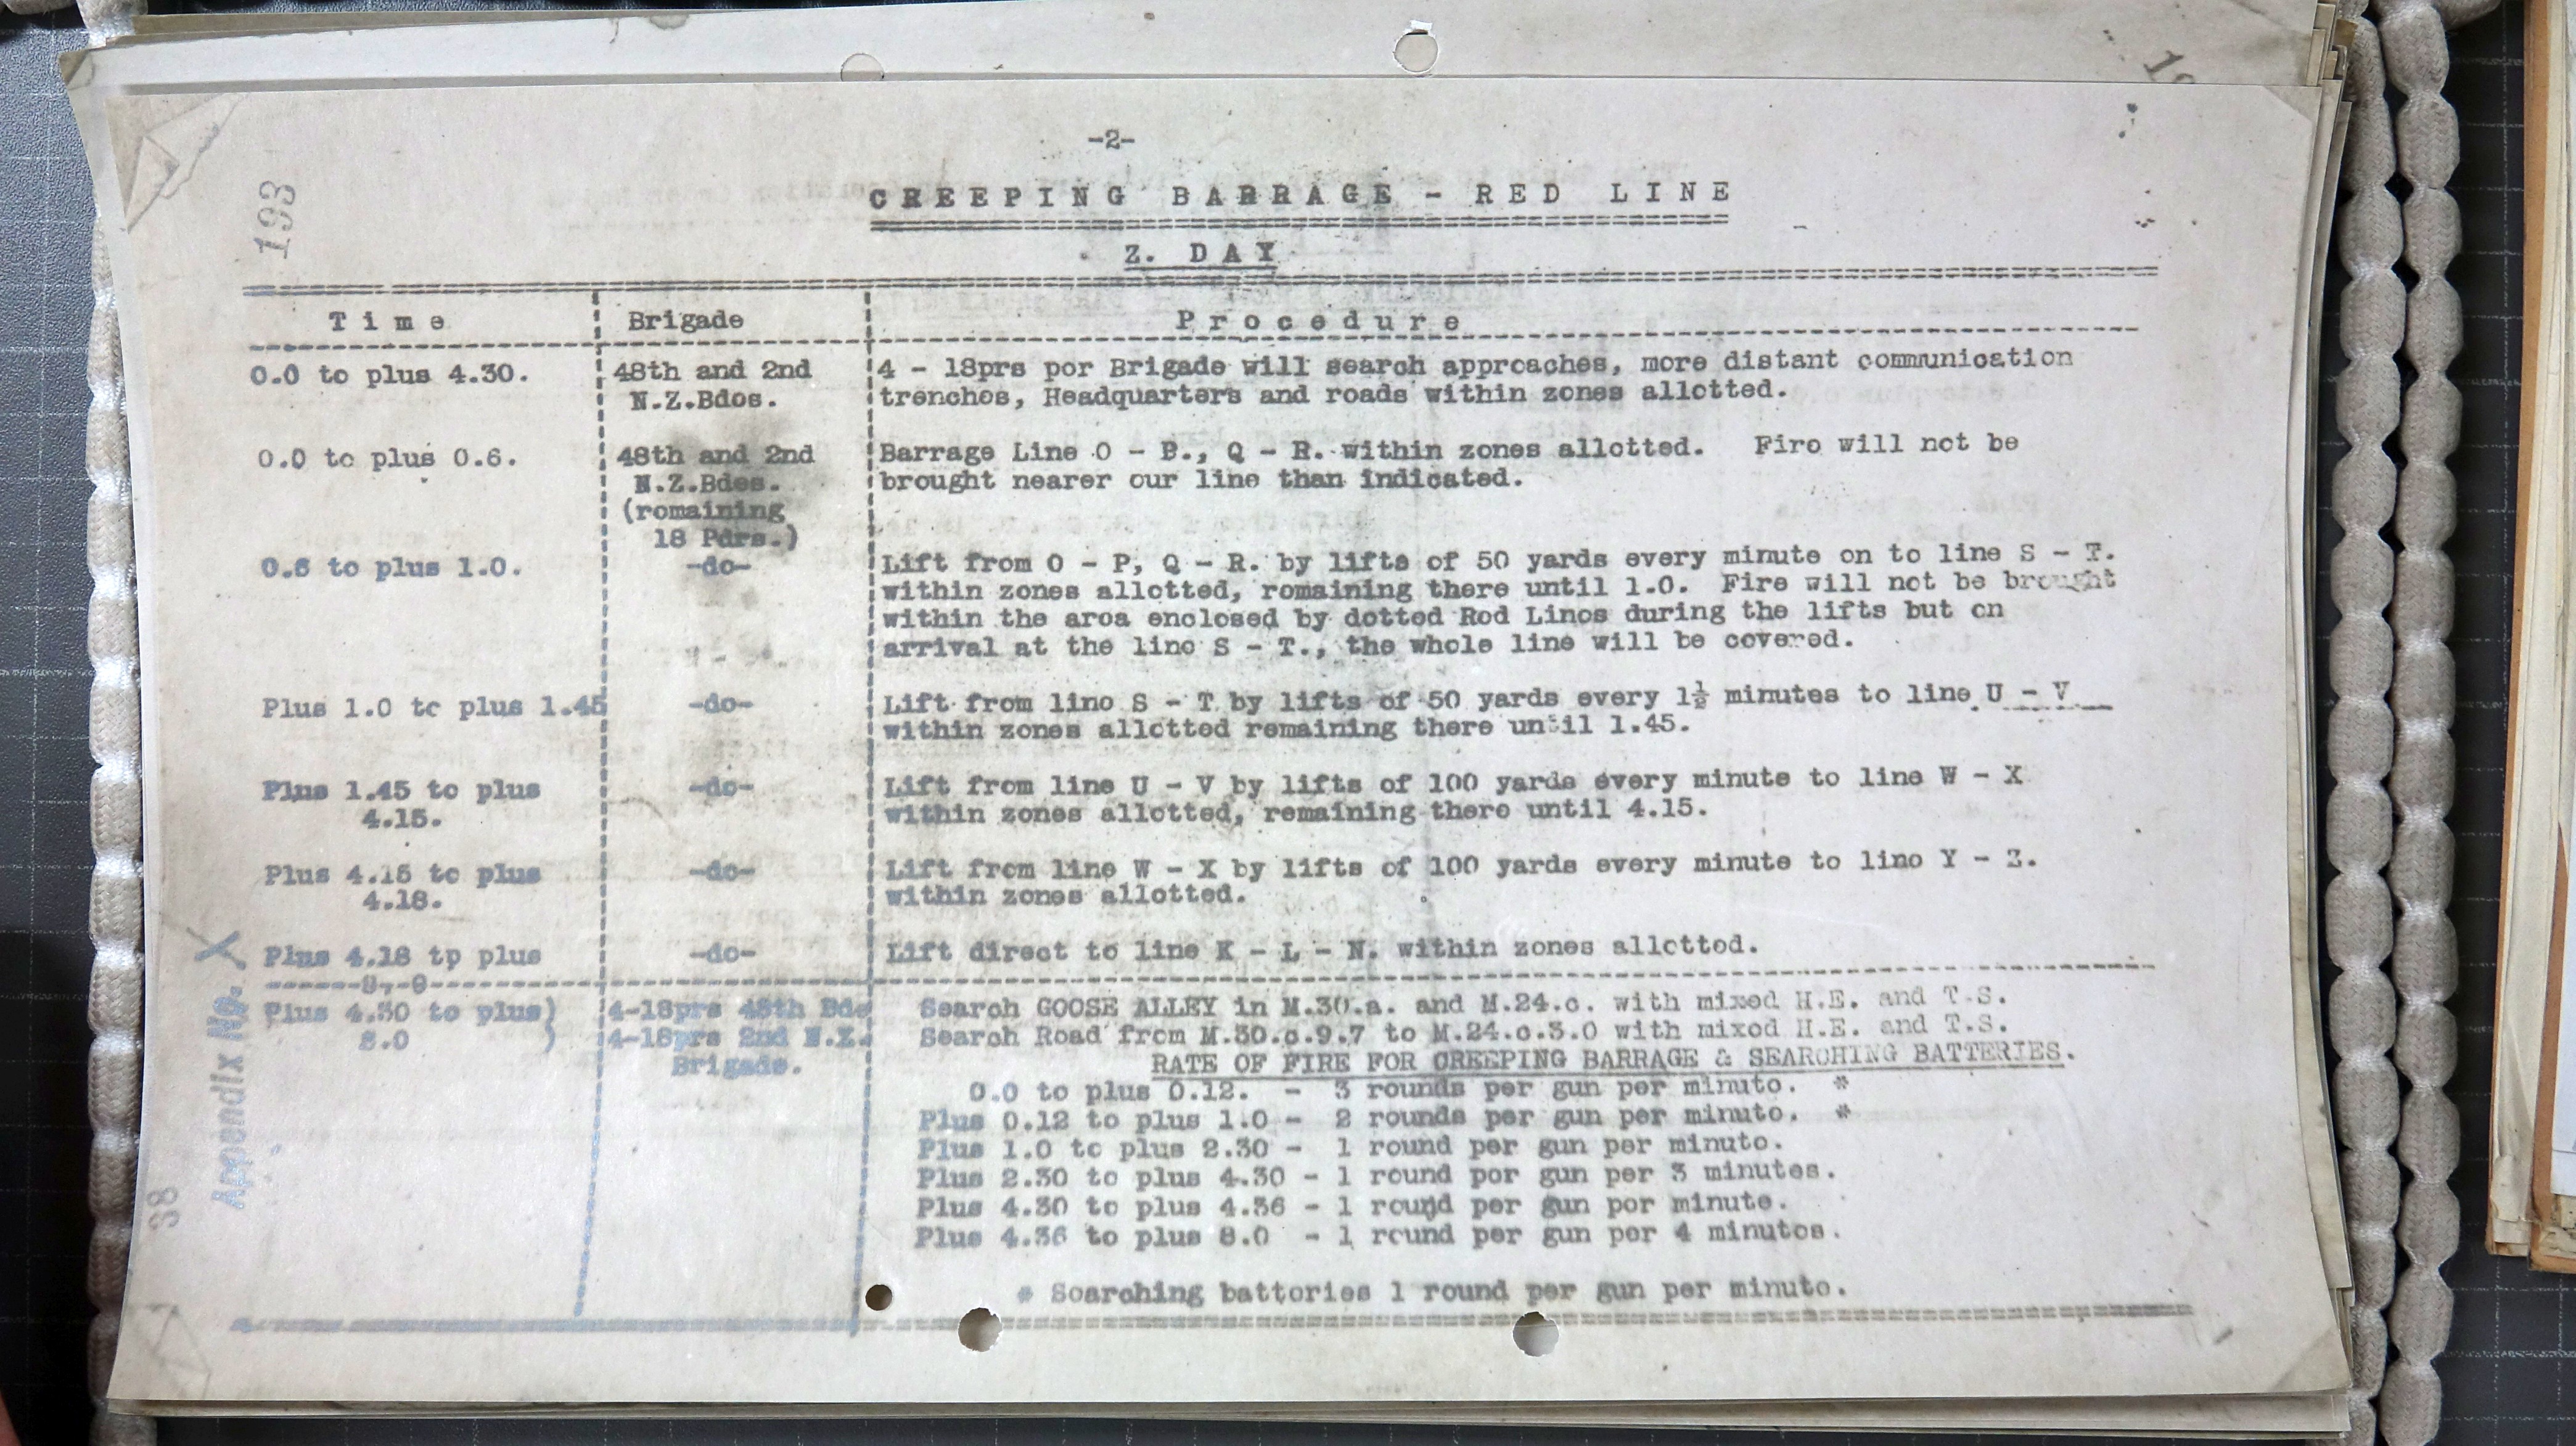 -2-
193
CREEPING BARRAGE - RED LINE
Z. DAY
Time Brigade Procedure
0.0 to plus 4.30. 48th and 2nd 4 - 18prs per Brigade will search approaches, more distant communication
N.Z.Bdes. trenches, Headquarters and roads within zones allotted.
0.0 to plus 0.6. 48th and 2nd Barrage Line O - P., Q - R. within zones allotted. Fire will not be
N.Z.Bdes. brought nearer our line than indicated.
(remaining
18 Pdrs.)
0.6 to plus 1.0. -do- Lift from O - P, Q - R. by lifts of 50 yards every minute on to line S - T.
within zones allotted, remaining there until 1.0. Fire will not be brought
within the area enclosed by dotted Red Lines during the lifts but on
arrival at the line S - T., the whole line will be covered.
Plus 1.0 to plus 1.45 -do- Lift from line S - T by lifts of 50 yards every 1½ minutes to line U - V
within zones allotted remaining there until 1.45.
Plus 1.45 to plus -do- Lift from line U - V by lifts of 100 yards every minute to line W - X
4.15. within zones allotted, remaining there until 4.15.
Plus 4.15 to plus -do- Lift from line W - X by lifts of 100 yards every minute to line Y - Z.
4.18. within zones allotted.
Plus 4.18 tp plus -do- Lift direct to line K - L - N. within zones allotted.
8.0
Plus 4.30 to plus) 4-18prs 48th Bde Search GOOSE ALLEY in M.30.a. and M.24.c. with mixed H.E. and T.S.
8.0 ) 4-18prs 2nd N.Z. Search Road from M.30.c.9.7 to M.24.c.3.0 with mixed H.E. and T.S.
Brigade. RATE OF FIRE FOR CREEPING BARRAGE & SEARCHING BATTERIES.
0.0 to plus 0.12. - 3 rounds per gun per minute. *
Plus 0.12 to plus 1.0 - 2 rounds per gun per minute. *
Plus 1.0 to plus 2.30 - 1 round per gun per minute.
Plus 2.30 to plus 4.30 - 1 round per gun per 3 minutes.
Plus 4.30 to plus 4.36 - 1 round per gun per minute.
Plus 4.36 to plus 8.0 - 1 round per gun per 4 minutes.
* Searching batteries 1 round per gun per minute.
Appendix No. X
38